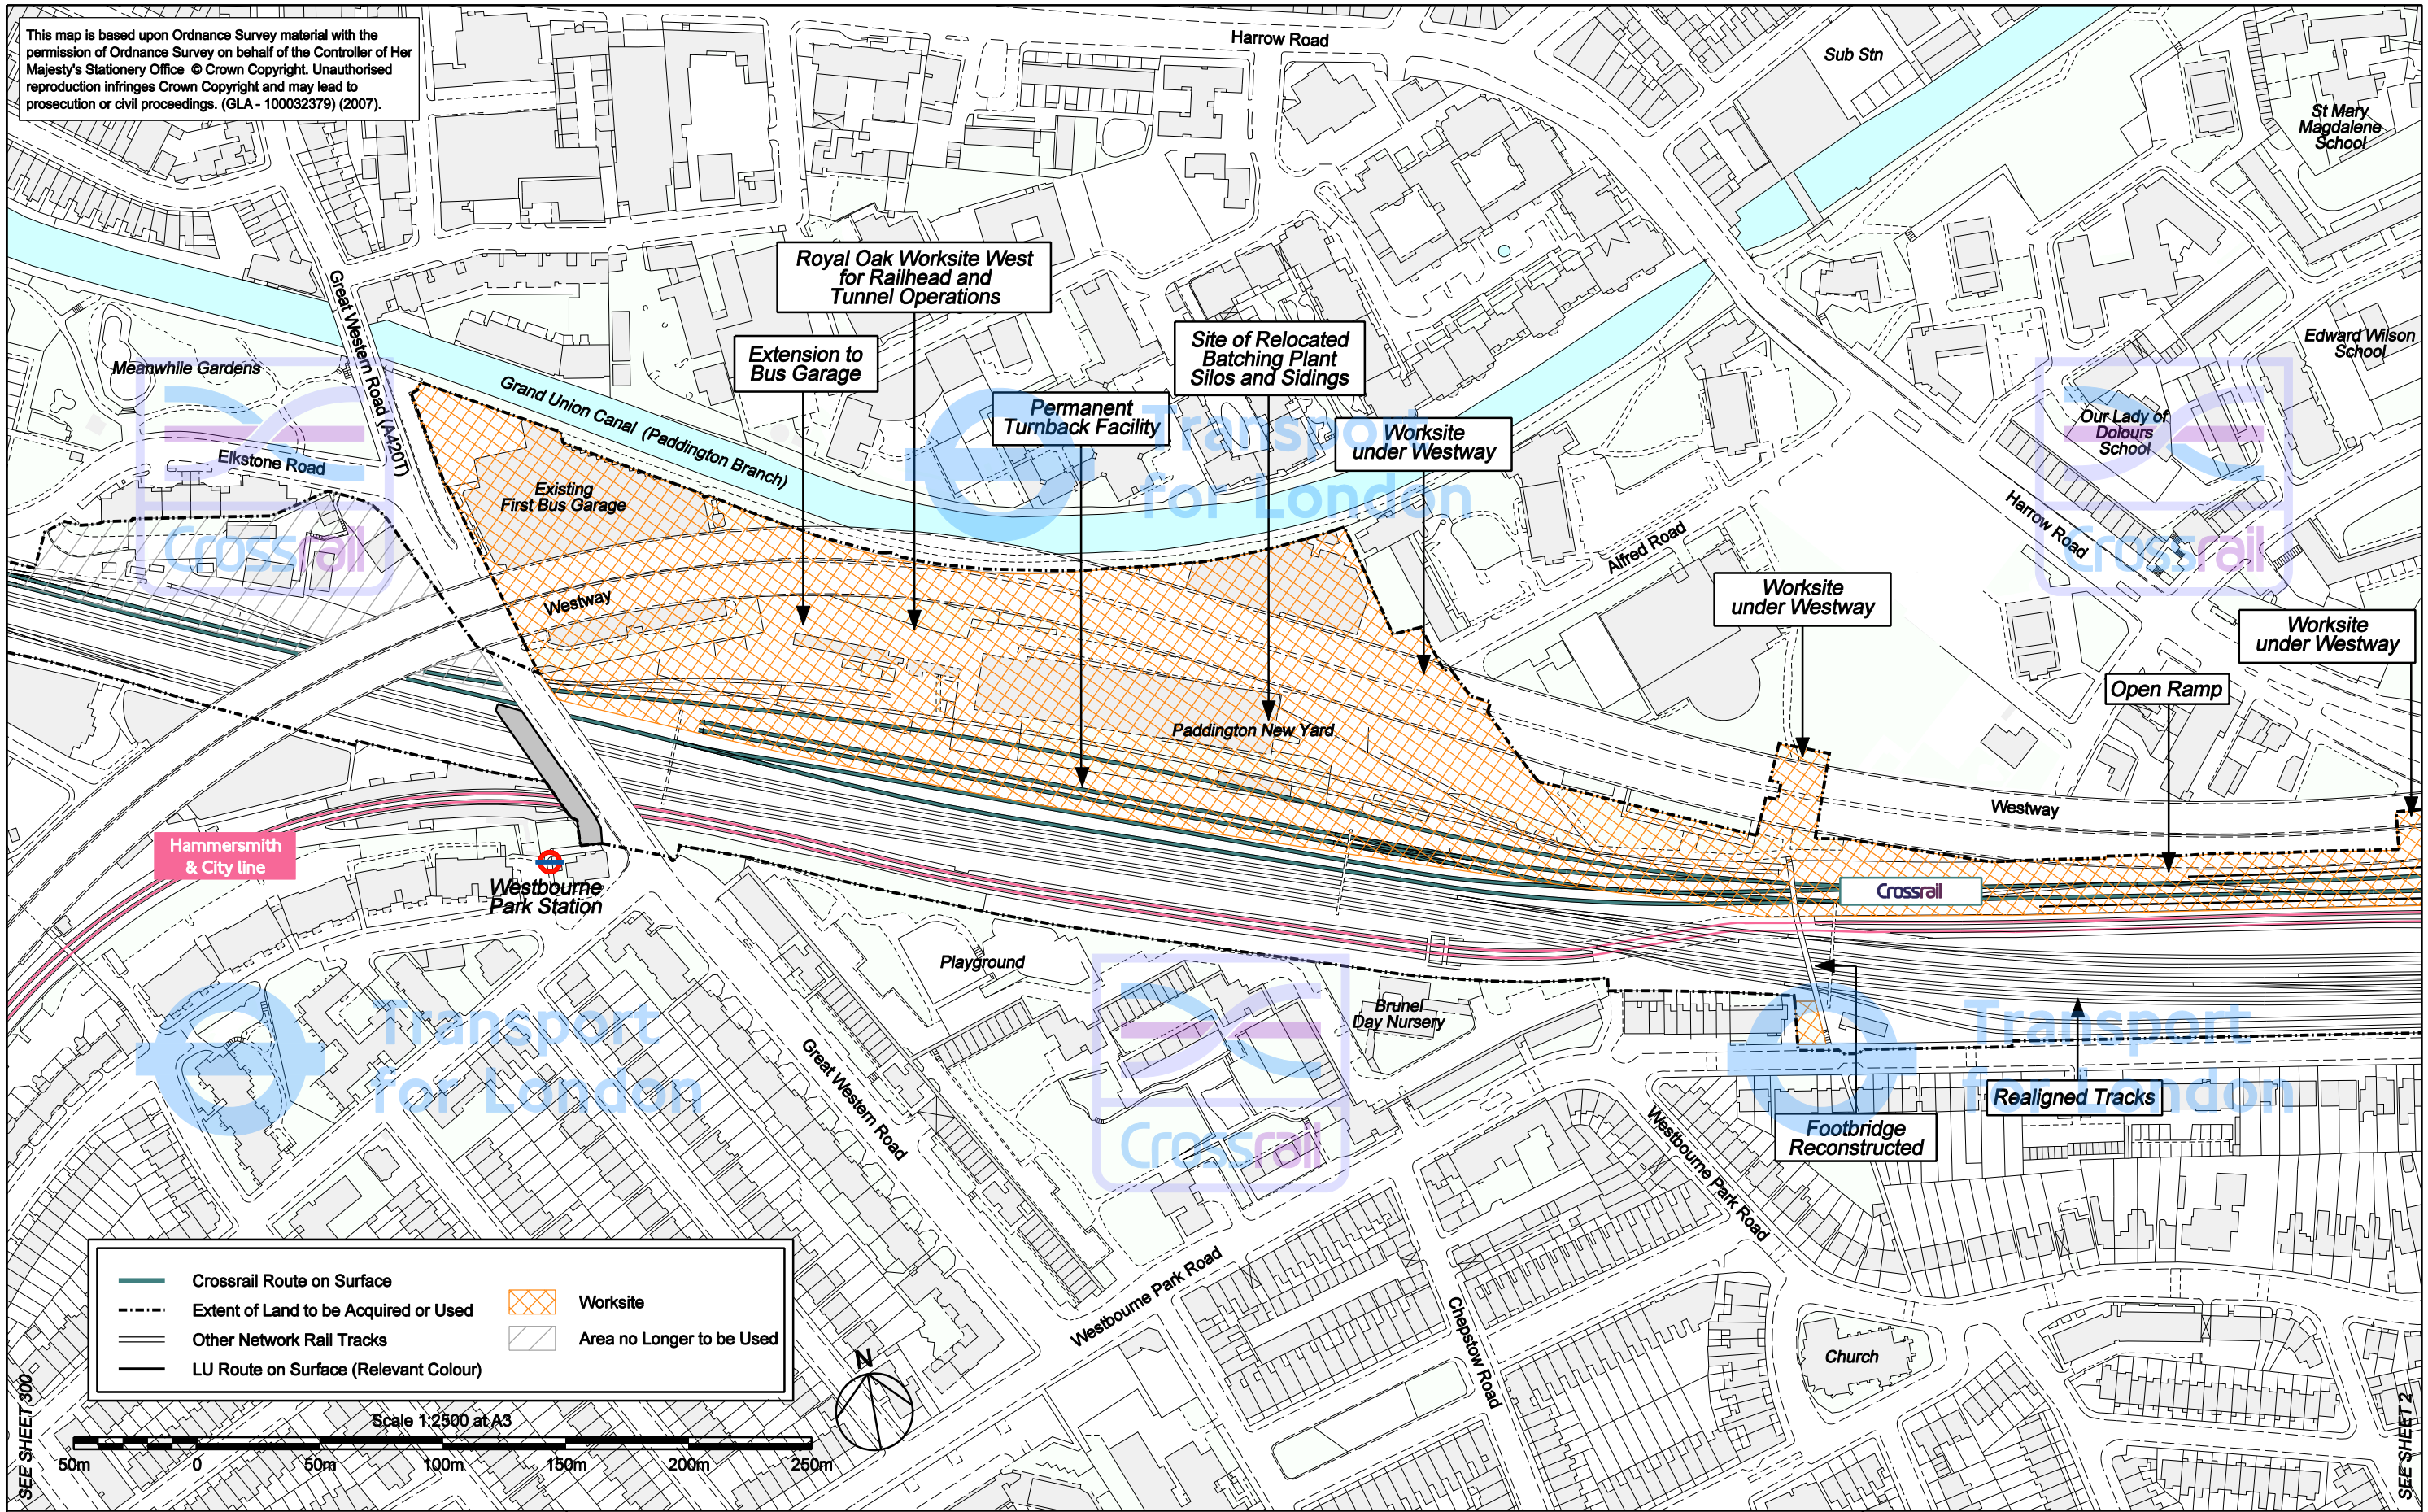 This map is based upon Ordnance Survey material with the
permission of Ordnance Survey on behalf of the Controller of Her
Majesty's Stationery Office © Crown Copyright. Unauthorised
reproduction infringes Crown Copyright and may lead to
prosecution or civil proceedings. (GLA - 100032379) (2007).
Harrow Road
Sub Stn
St Mary
Magdalene
School
Royal Oak Worksite West
for Railhead and
Tunnel Operations
Great Western Road (A4207)
Extension to
Bus Garage
Site of Relocated
Batching Plant
Silos and Sidings
Edward Wilson
School
Meanwhile Gardens
Grand Union Canal (Paddington Branch)
Permanent
Turnback Facility
Worksite
under Westway
Our Lady of
Dolours
School
Elkstone Road
Existing
First Bus Garage
Transport
for London
Harrow Road
Crossrail
Crossrail
Alfred Road
Westway
Worksite
under Westway
Worksite
under Westway
Open Ramp
Paddington New Yard
Westway
Hammersmith
& City line
Westbourne
Park Station
Crossrail
Playground
Brunel
Day Nursery
Transport
for London
Transport
for London
Great Western Road
Realigned Tracks
Footbridge
Reconstructed
Crossrail
Westbourne Park Road
Westbourne Park Road
Chepstow Road
Church
Crossrail Route on Surface
Extent of Land to be Acquired or Used
Other Network Rail Tracks
LU Route on Surface (Relevant Colour)
Worksite
Area no Longer to be Used
N
Scale 1:2500 at A3
50m 0 50m 100m 150m 200m 250m
SEE SHEET 300
SEE SHEET 2